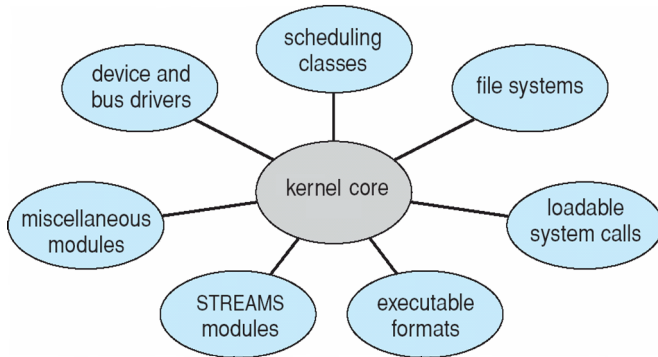 scheduling
classes
device and
bus drivers
file systems
kernel core
miscellaneous
modules
loadable
system calls
STREAMS
modules
executable
formats